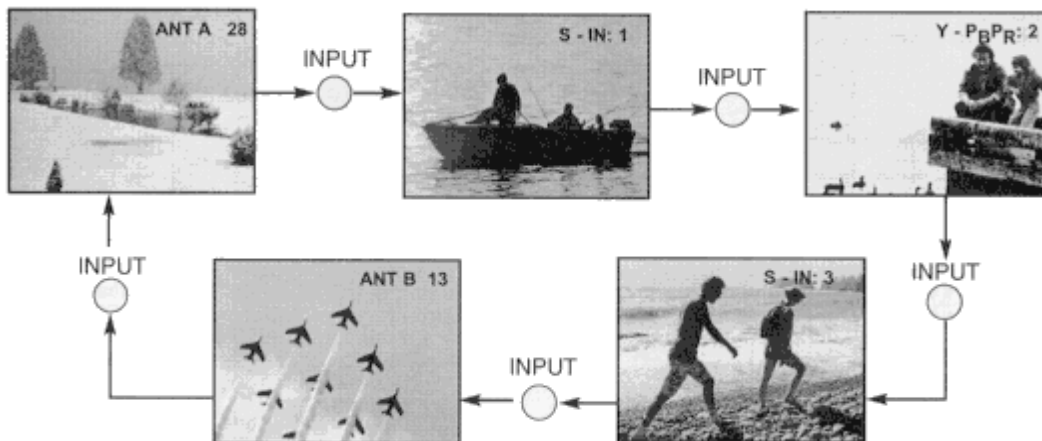 ANT A 28
INPUT
S - IN: 1
INPUT
Y - PBPR: 2
INPUT
S - IN: 3
INPUT
ANT B 13
INPUT